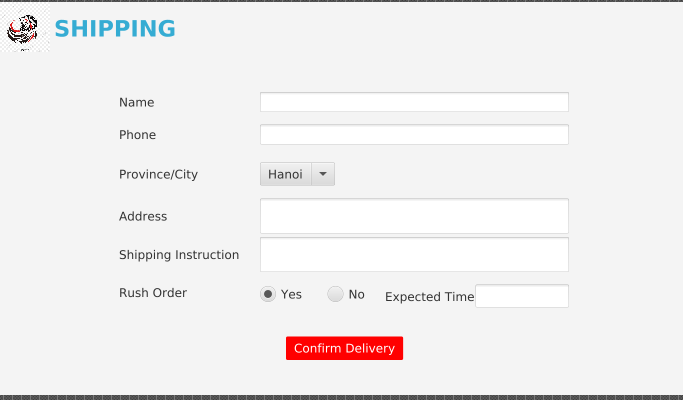 SHIPPING
Name
Phone
Province/City Hanoi
Address
Shipping Instruction
Rush Order Yes No Expected Time
Confirm Delivery